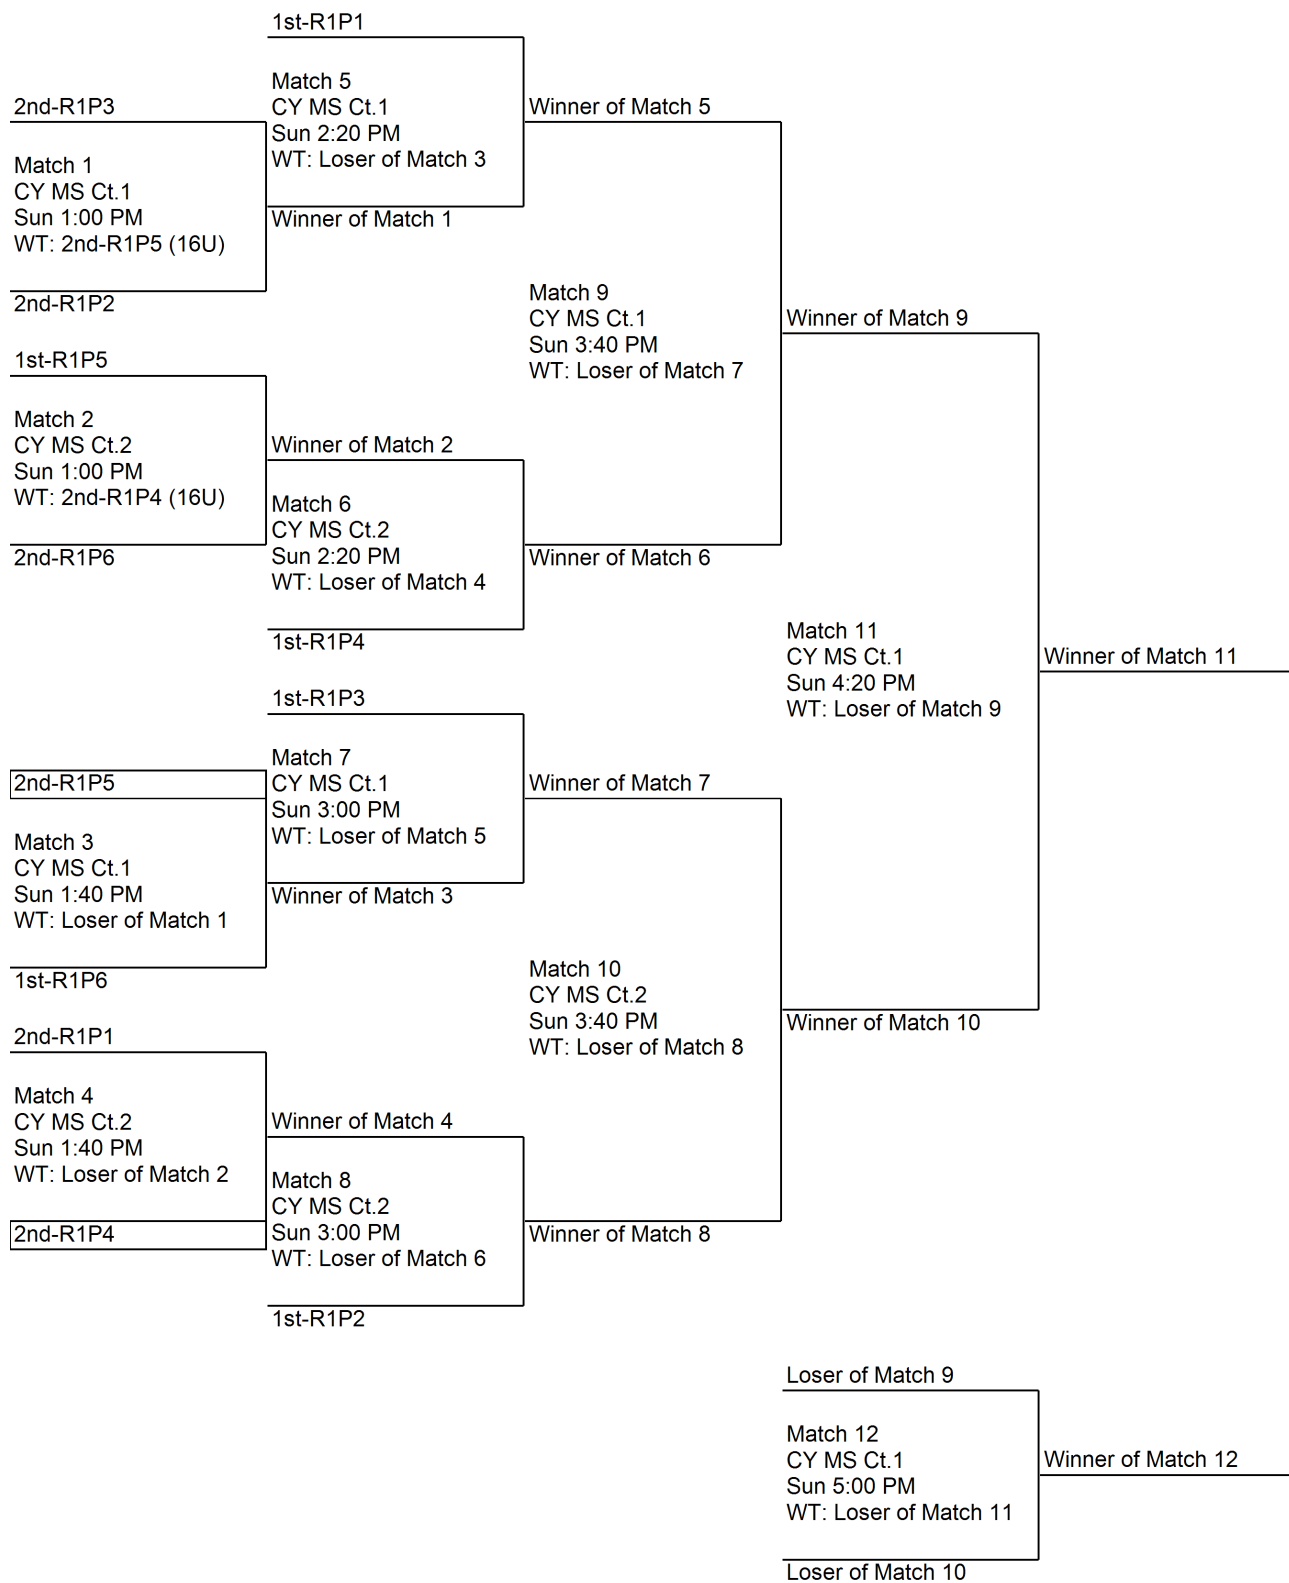 1st-R1P1
Match 5
CY MS Ct.1
Sun 2:20 PM
WT: Loser of Match 3
Winner of Match 1
2nd-R1P3
Match 1
CY MS Ct.1
Sun 1:00 PM
WT: 2nd-R1P5 (16U)
2nd-R1P2
1st-R1P5
Match 2
CY MS Ct.2
Sun 1:00 PM
WT: 2nd-R1P4 (16U)
2nd-R1P6
Winner of Match 2
Match 6
CY MS Ct.2
Sun 2:20 PM
WT: Loser of Match 4
1st-R1P4
Winner of Match 5
Match 9
CY MS Ct.1
Sun 3:40 PM
WT: Loser of Match 7
Winner of Match 6
1st-R1P3
Match 7
CY MS Ct.1
Sun 3:00 PM
WT: Loser of Match 5
Winner of Match 3
2nd-R1P5
Match 3
CY MS Ct.1
Sun 1:40 PM
WT: Loser of Match 1
1st-R1P6
2nd-R1P1
Match 4
CY MS Ct.2
Sun 1:40 PM
WT: Loser of Match 2
2nd-R1P4
Winner of Match 4
Match 8
CY MS Ct.2
Sun 3:00 PM
WT: Loser of Match 6
1st-R1P2
Winner of Match 7
Match 10
CY MS Ct.2
Sun 3:40 PM
WT: Loser of Match 8
Winner of Match 8
Winner of Match 9
Match 11
CY MS Ct.1
Sun 4:20 PM
WT: Loser of Match 9
Winner of Match 10
Winner of Match 11
Loser of Match 9
Match 12
CY MS Ct.1
Sun 5:00 PM
WT: Loser of Match 11
Loser of Match 10
Winner of Match 12